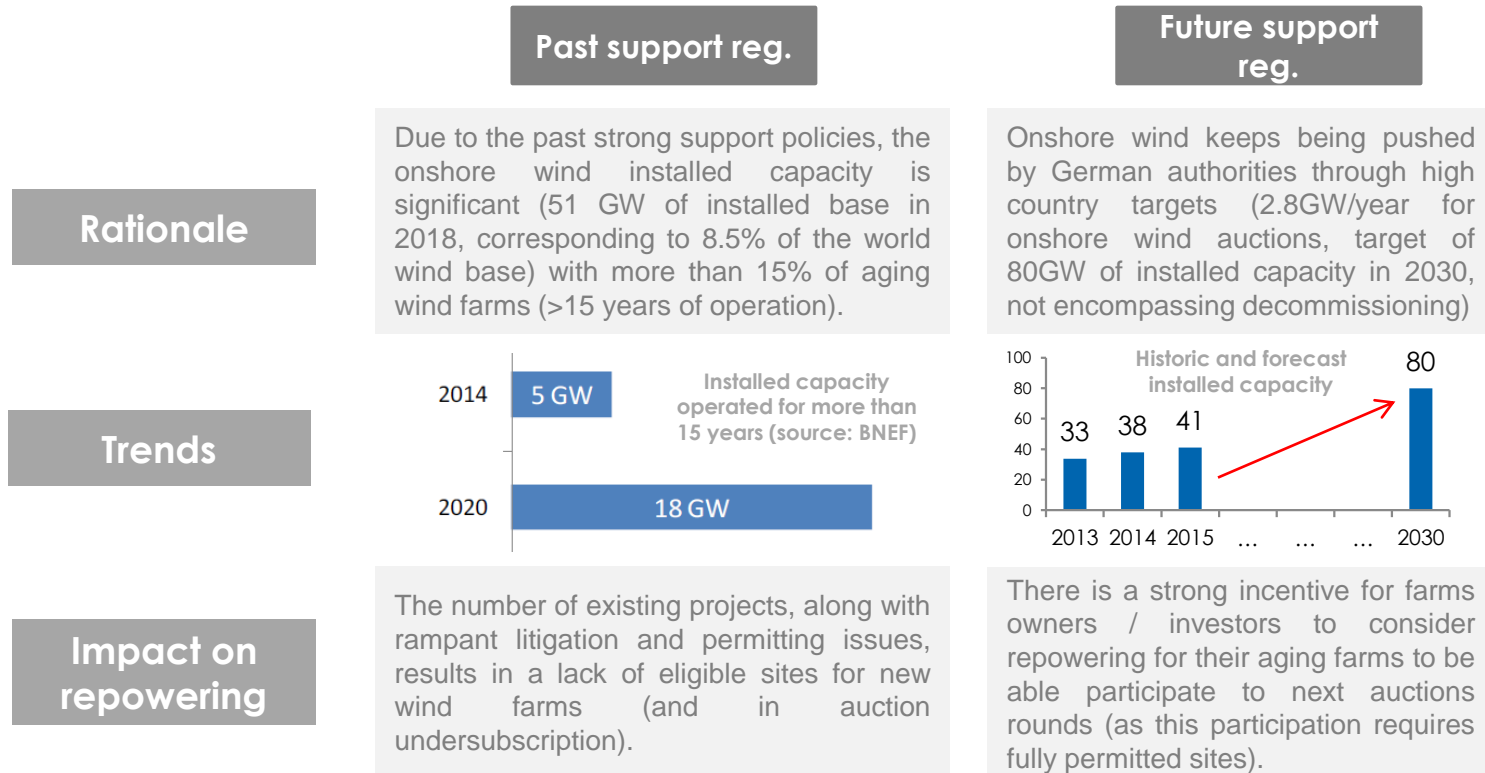 Past support reg.
Future support
reg.
Rationale
Due to the past strong support policies, the
onshore wind installed capacity is
significant (51 GW of installed base in
2018, corresponding to 8.5% of the world
wind base) with more than 15% of aging
wind farms (>15 years of operation).
Onshore wind keeps being pushed
by German authorities through high
country targets (2.8GW/year for
onshore wind auctions, target of
80GW of installed capacity in 2030,
not encompassing decommissioning)
Trends
2014
5 GW
Installed capacity
operated for more than
15 years (source: BNEF)
2020
18 GW
Historic and forecast
installed capacity
100
80
60
40
20
0
33
38
41
80
2013 2014 2015 ... ... ... 2030
Impact on
repowering
The number of existing projects, along with
rampant litigation and permitting issues,
results in a lack of eligible sites for new
wind farms (and in auction
undersubscription).
There is a strong incentive for farms
owners / investors to consider
repowering for their aging farms to be
able participate to next auctions
rounds (as this participation requires
fully permitted sites).